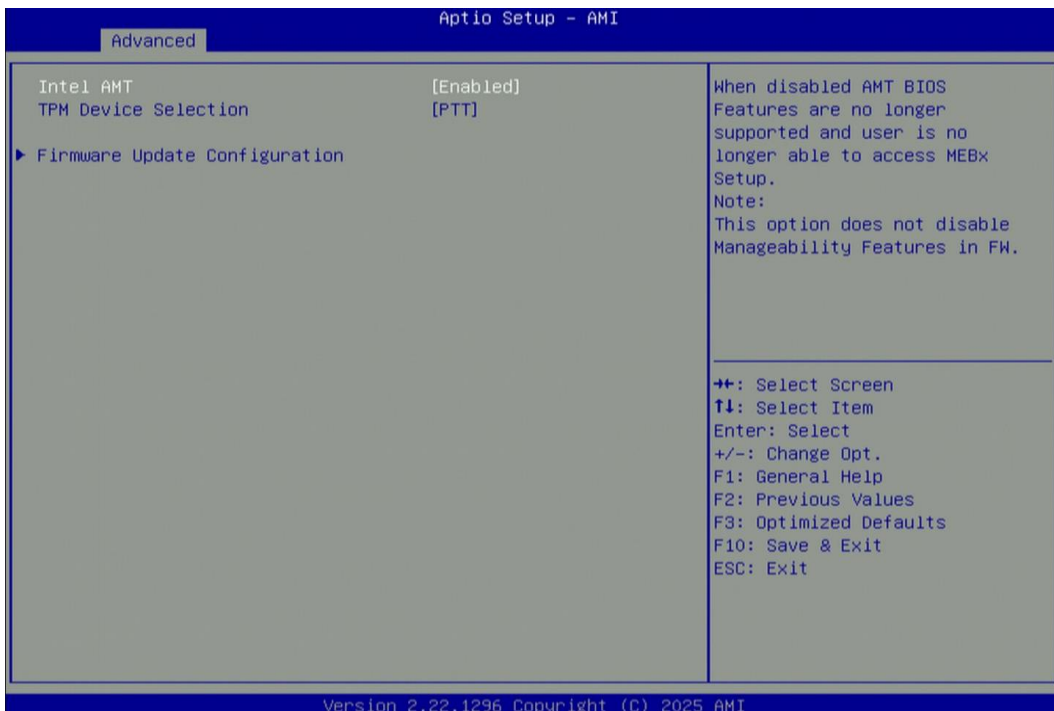 Aptio Setup - AMI
Advanced
Intel AMT [Enabled]
TPM Device Selection [PTT]
Firmware Update Configuration
When disabled AMT BIOS
Features are no longer
supported and user is no
longer able to access MEBx
Setup.
Note:
This option does not disable
Manageability Features in FW.
→←: Select Screen
↑↓: Select Item
Enter: Select
+/-: Change Opt.
F1: General Help
F2: Previous Values
F3: Optimized Defaults
F10: Save & Exit
ESC: Exit
Version 2.22.1296 Copyright (C) 2025 AMI